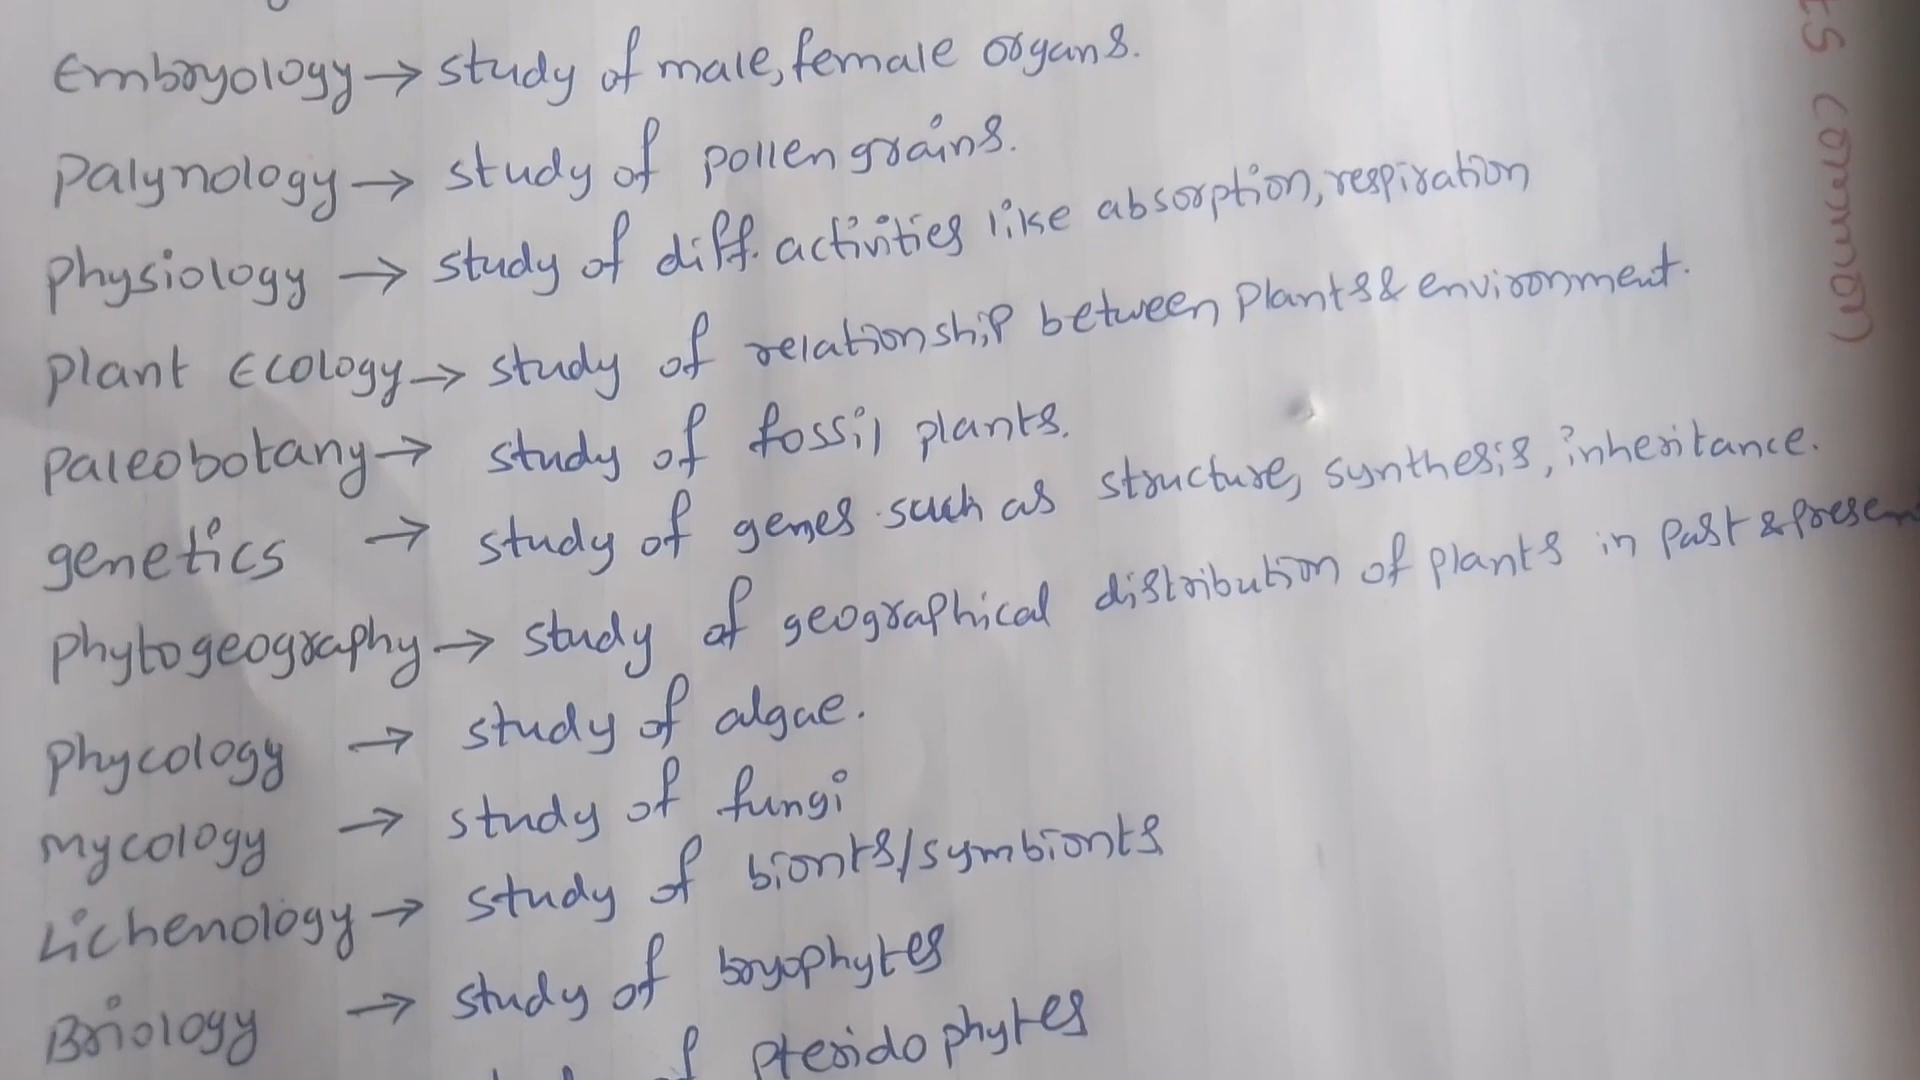 Embryology → study of male, female organs.
Palynology → study of pollen grains.
Physiology → study of diff. activities like absorption, respiration
Plant Ecology → study of relationship between plants & environment.
Paleobotany → study of fossil plants.
genetics → study of genes such as structure, synthesis, inheritance.
Phytogeography → study of geographical distribution of plants in past & presen
Phycology → study of algae.
Mycology → study of fungi
Lichenology → study of bionts/symbionts
Briology → study of bryophytes
of pteridophytes
common)